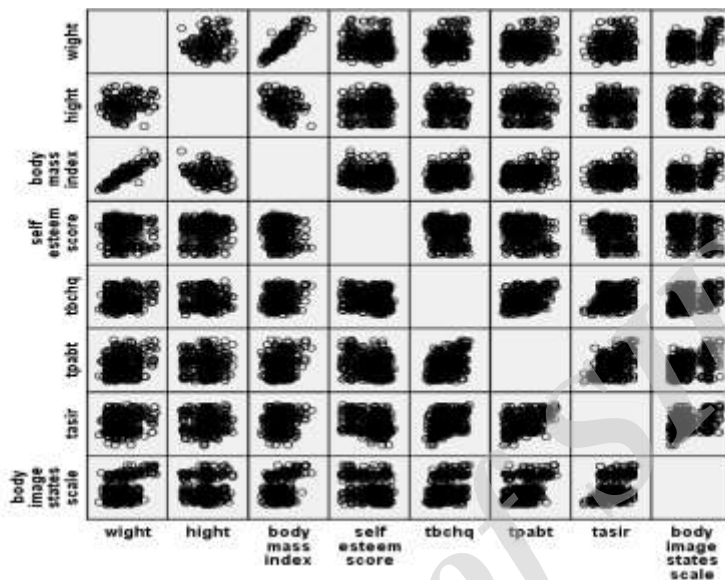 wight
hight
body
mass
index
self
esteem
score
tbchq
tpabt
tasir
body
image
states
scale
wight
hight
body
mass
index
self
esteem
score
tbchq
tpabt
tasir
body
image
states
scale
of